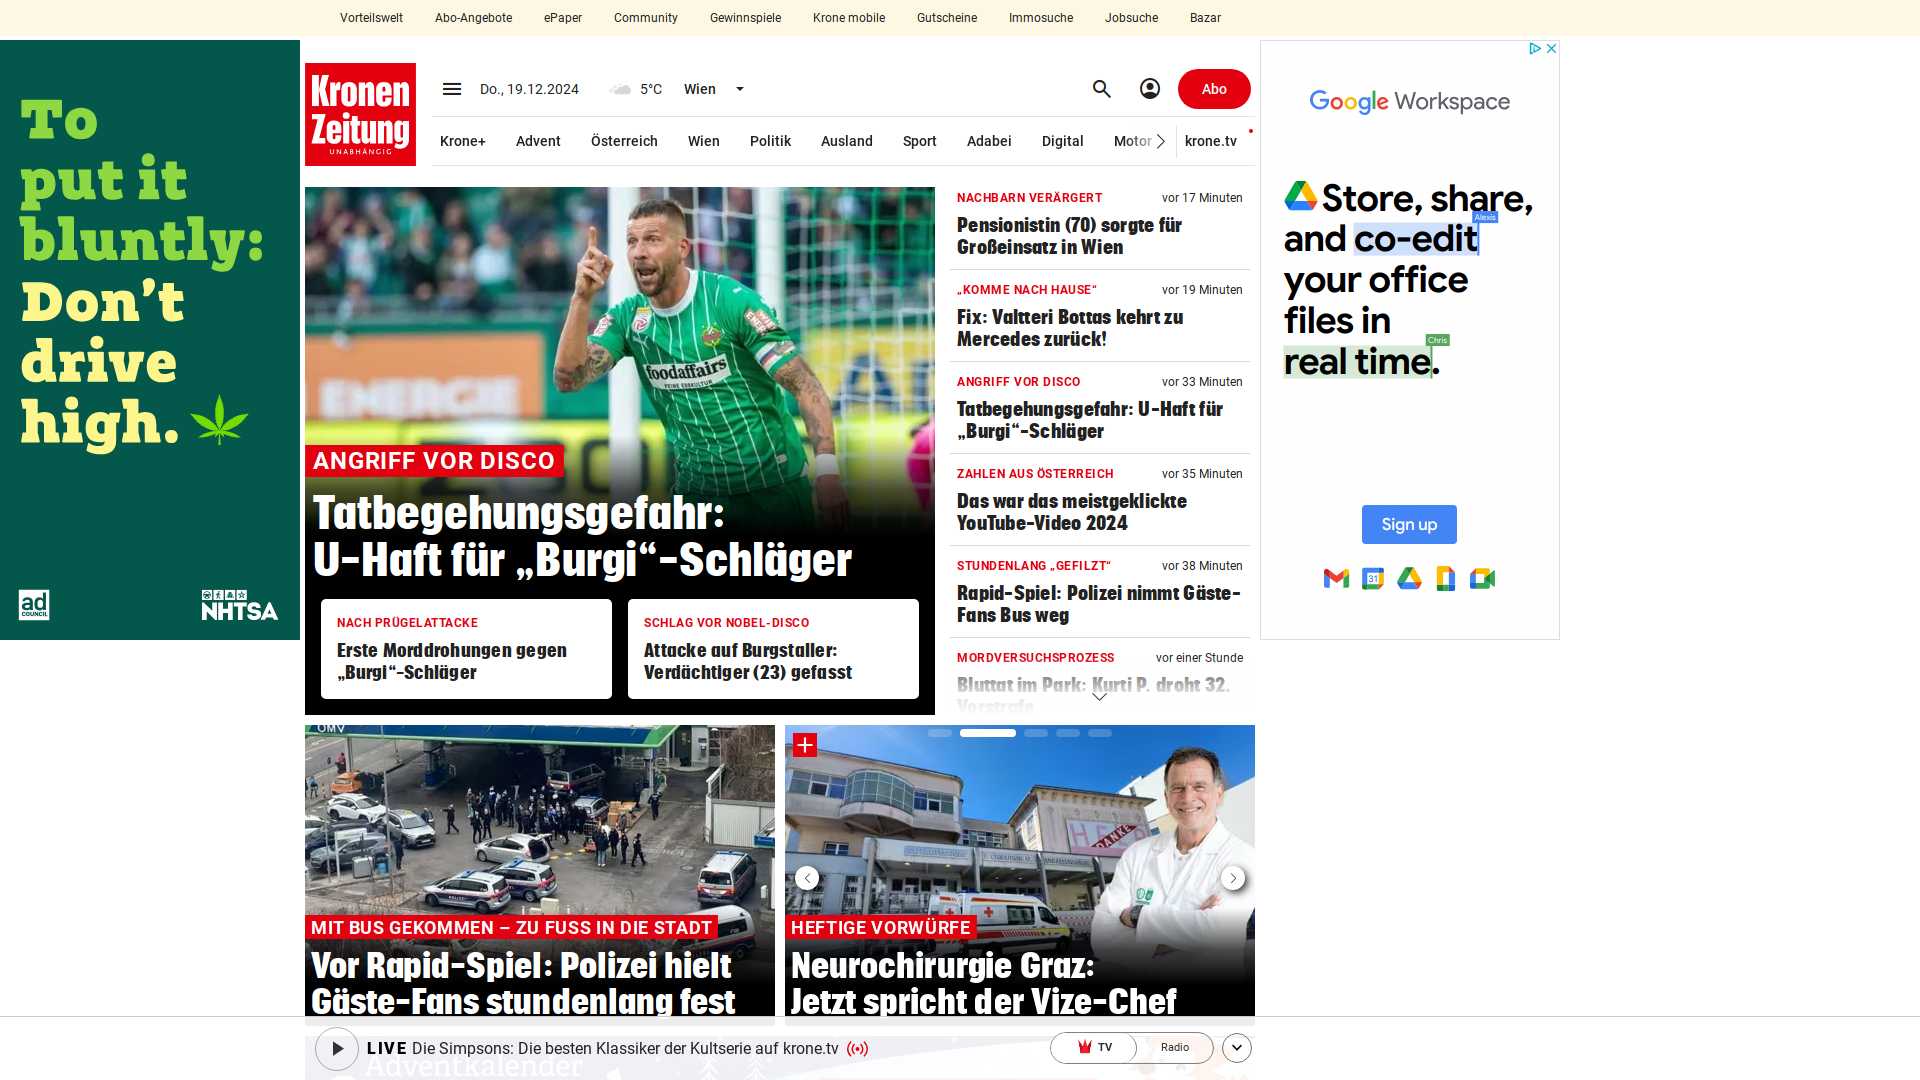 Vorteilswelt
Abo-Angebote
ePaper
Community
Gewinnspiele
Krone mobile
Gutscheine
Immosuche
Jobsuche
Bazar
To
put it
bluntly:
Don't
drive
high.
ad
COUNCIL
NHTSA
Kronen
Zeitung
UNABHÄNGIG
Do., 19.12.2024
5°C
Wien
Abo
Krone+
Advent
Österreich
Wien
Politik
Ausland
Sport
Adabei
Digital
Motor
krone.tv
foodaffairs
ENERGIE
ANGRIFF VOR DISCO
Tatbegehungsgefahr:
U-Haft für „Burgi“-Schläger
NACH PRÜGELATTACKE
Erste Morddrohungen gegen
„Burgi“-Schläger
SCHLAG VOR NOBEL-DISCO
Attacke auf Burgstaller:
Verdächtiger (23) gefasst
NACHBARN VERÄRGERT
vor 17 Minuten
Pensionistin (70) sorgte für
Großeinsatz in Wien
„KOMME NACH HAUSE“
vor 19 Minuten
Fix: Valtteri Bottas kehrt zu
Mercedes zurück!
ANGRIFF VOR DISCO
vor 33 Minuten
Tatbegehungsgefahr: U-Haft für
„Burgi“-Schläger
ZAHLEN AUS ÖSTERREICH
vor 35 Minuten
Das war das meistgeklickte
YouTube-Video 2024
STUNDENLANG „GEFILZT“
vor 38 Minuten
Rapid-Spiel: Polizei nimmt Gäste-
Fans Bus weg
MORDVERSUCHSPROZESS
vor einer Stunde
Bluttat im Park: Kurti P. droht 32.
Vorstrafe
Google Workspace
Store, share,
Alexis
and co-edit
your office
files in
Chris
real time.
Sign up
31
OMV
MIT BUS GEKOMMEN – ZU FUSS IN DIE STADT
Vor Rapid-Spiel: Polizei hielt
Gäste-Fans stundenlang fest
DANKE
HEFTIGE VORWÜRFE
Neurochirurgie Graz:
Jetzt spricht der Vize-Chef
LIVE Die Simpsons: Die besten Klassiker der Kultserie auf krone.tv
TV
Radio
Adventkalender